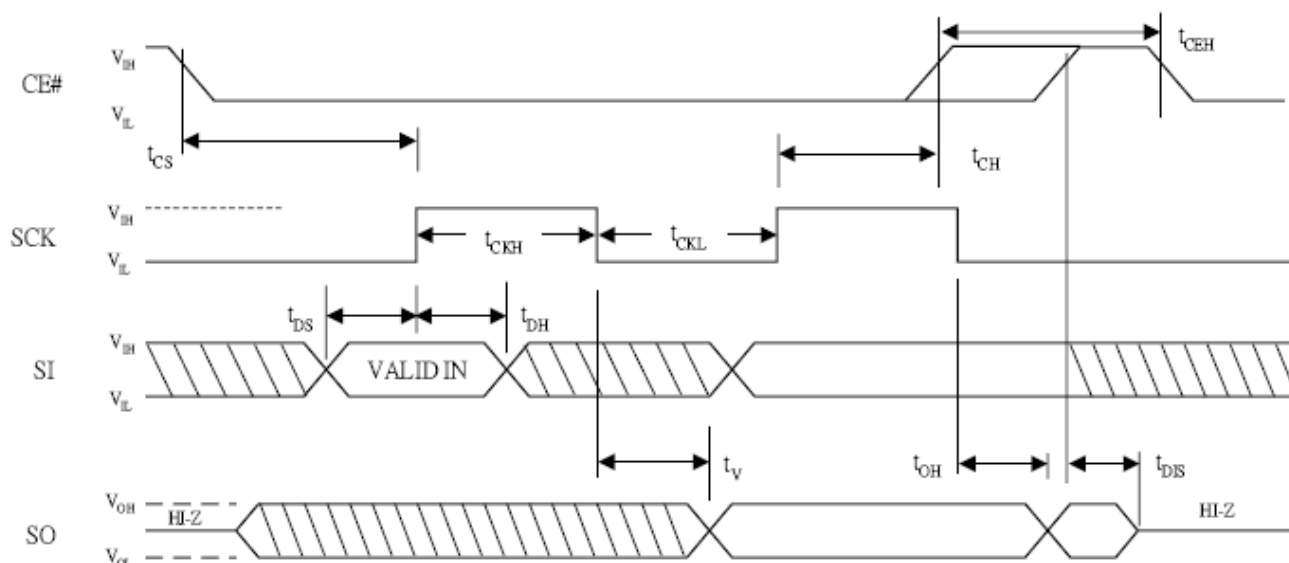 V_IH
t_CEH
CE#
V_IL
t_CS
t_CH
V_IH
SCK
t_CKH
t_CKL
V_IL
t_DS
t_DH
V_IH
SI
VALID IN
V_IL
t_V
t_OH
t_DIS
V_OH
HI-Z
HI-Z
SO
V_OL